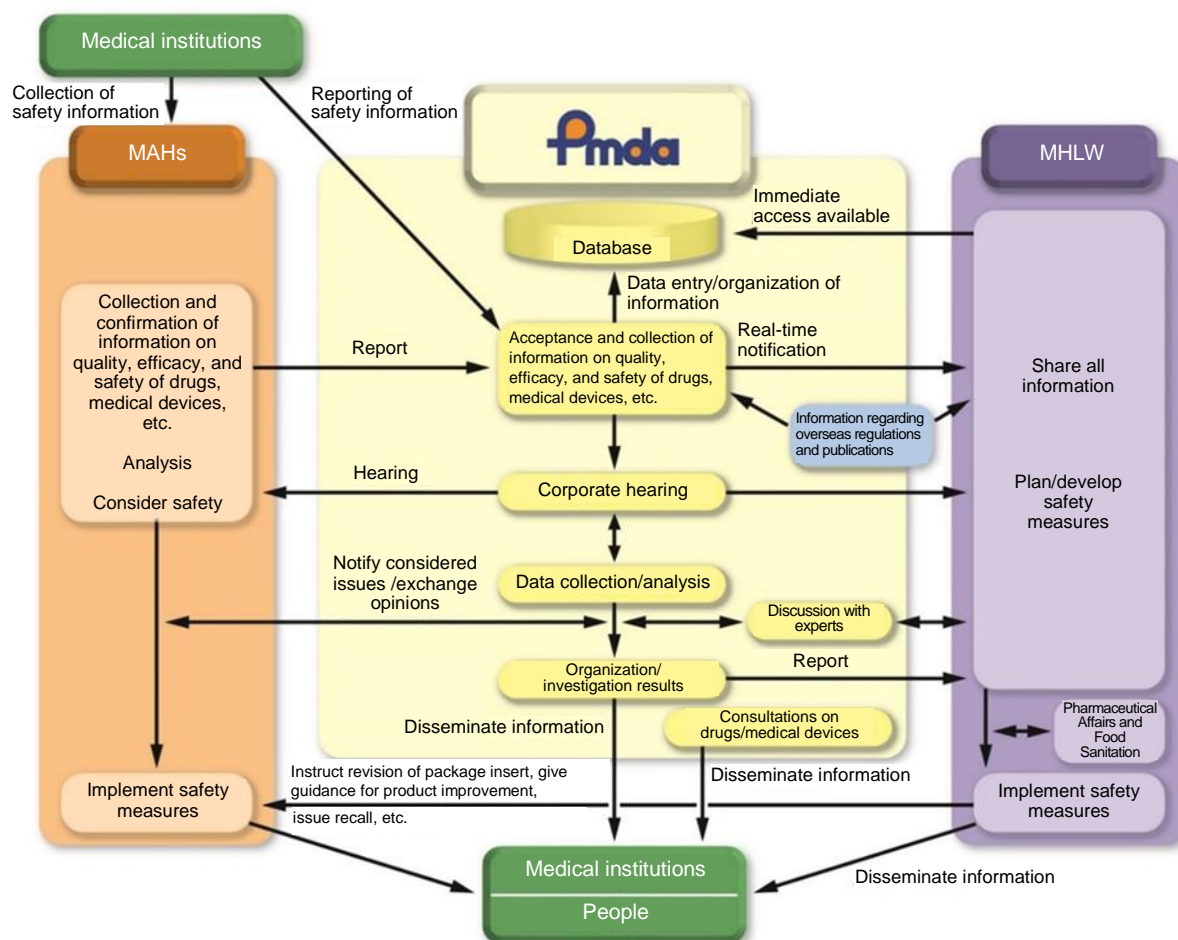 Medical institutions
Collection of
safety information
Reporting of
safety information
MAHs
Pmda
MHLW
Immediate
access available
Database
Data entry/organization of
information
Collection and
confirmation of
information on
quality, efficacy, and
safety of drugs,
medical devices,
etc.
Analysis
Consider safety
Report
Acceptance and collection of
information on quality,
efficacy, and safety of drugs,
medical devices, etc.
Real-time
notification
Share all
information
Information regarding
overseas regulations
and publications
Hearing
Corporate hearing
Plan/develop
safety
measures
Notify considered
issues /exchange
opinions
Data collection/analysis
Discussion with
experts
Organization/
investigation results
Report
Disseminate information
Consultations on
drugs/medical devices
Pharmaceutical
Affairs and
Food
Sanitation
Disseminate information
Implement safety
measures
Instruct revision of package insert, give
guidance for product improvement,
issue recall, etc.
Implement safety
measures
Medical institutions
People
Disseminate information